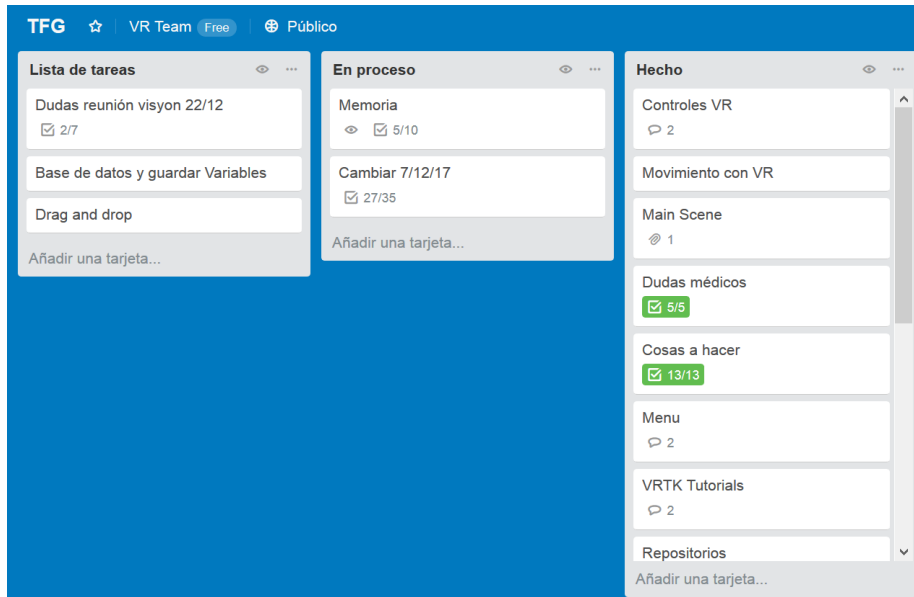 TFG VR Team Free Público
Lista de tareas
Dudas reunión visyon 22/12
2/7
Base de datos y guardar Variables
Drag and drop
Añadir una tarjeta...
En proceso
Memoria
5/10
Cambiar 7/12/17
27/35
Añadir una tarjeta...
Hecho
Controles VR
2
Movimiento con VR
Main Scene
1
Dudas médicos
5/5
Cosas a hacer
13/13
Menu
2
VRTK Tutorials
2
Repositorios
Añadir una tarjeta...